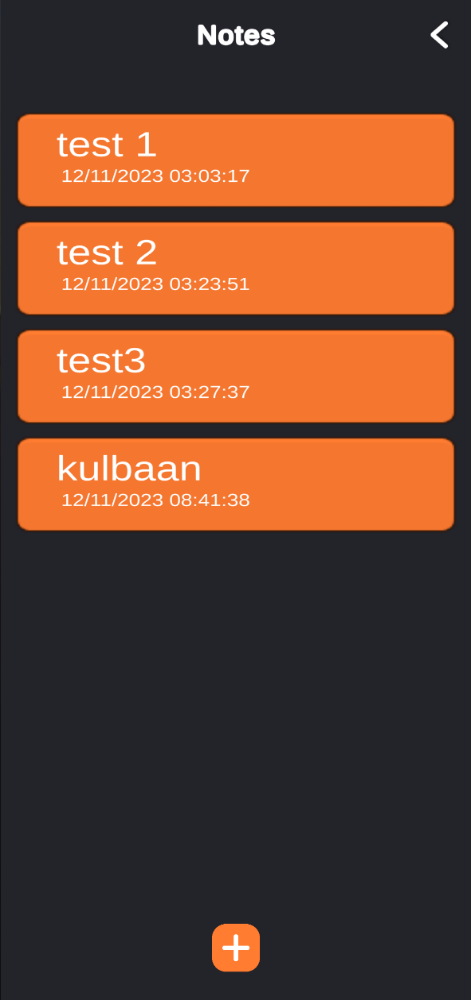 Notes
test 1
12/11/2023 03:03:17
test 2
12/11/2023 03:23:51
test3
12/11/2023 03:27:37
kulbaan
12/11/2023 08:41:38